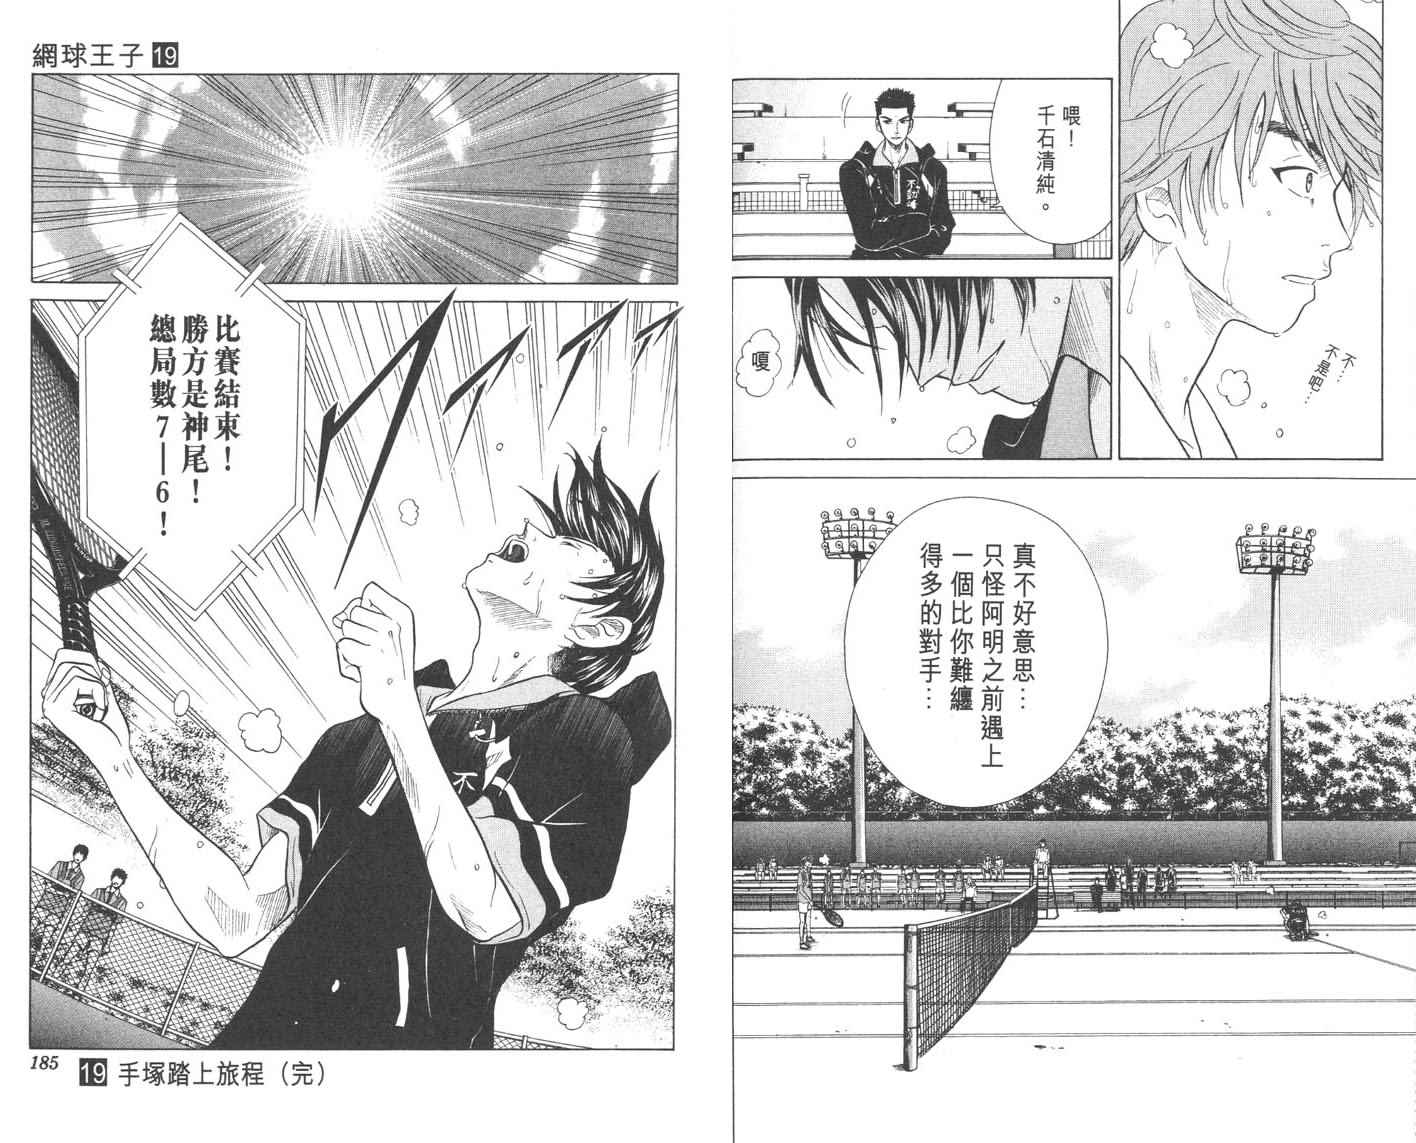 不…
不是吧…
喂！
千石清純。
嗄
真不好意思…
只怪阿明之前遇上
一個比你難纏
得多的對手…
網球王子 19
比賽結束！
勝方是神尾！
總局數7—6！
不
185
19 手塚踏上旅程（完）